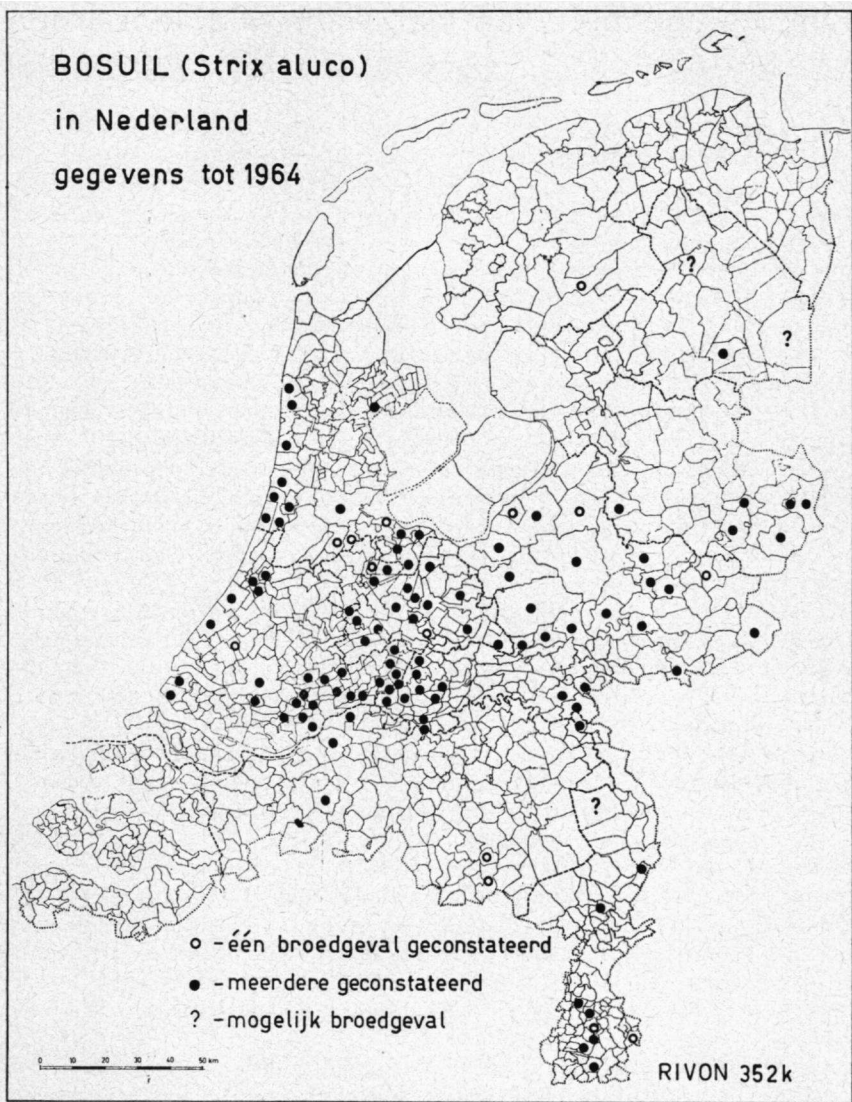 BOSUIL (Strix aluco)
in Nederland
gegevens tot 1964
?
?
?
o -één broedgeval geconstateerd
● -meerdere geconstateerd
? -mogelijk broedgeval
0 10 20 30 40 50 km
RIVON 352k